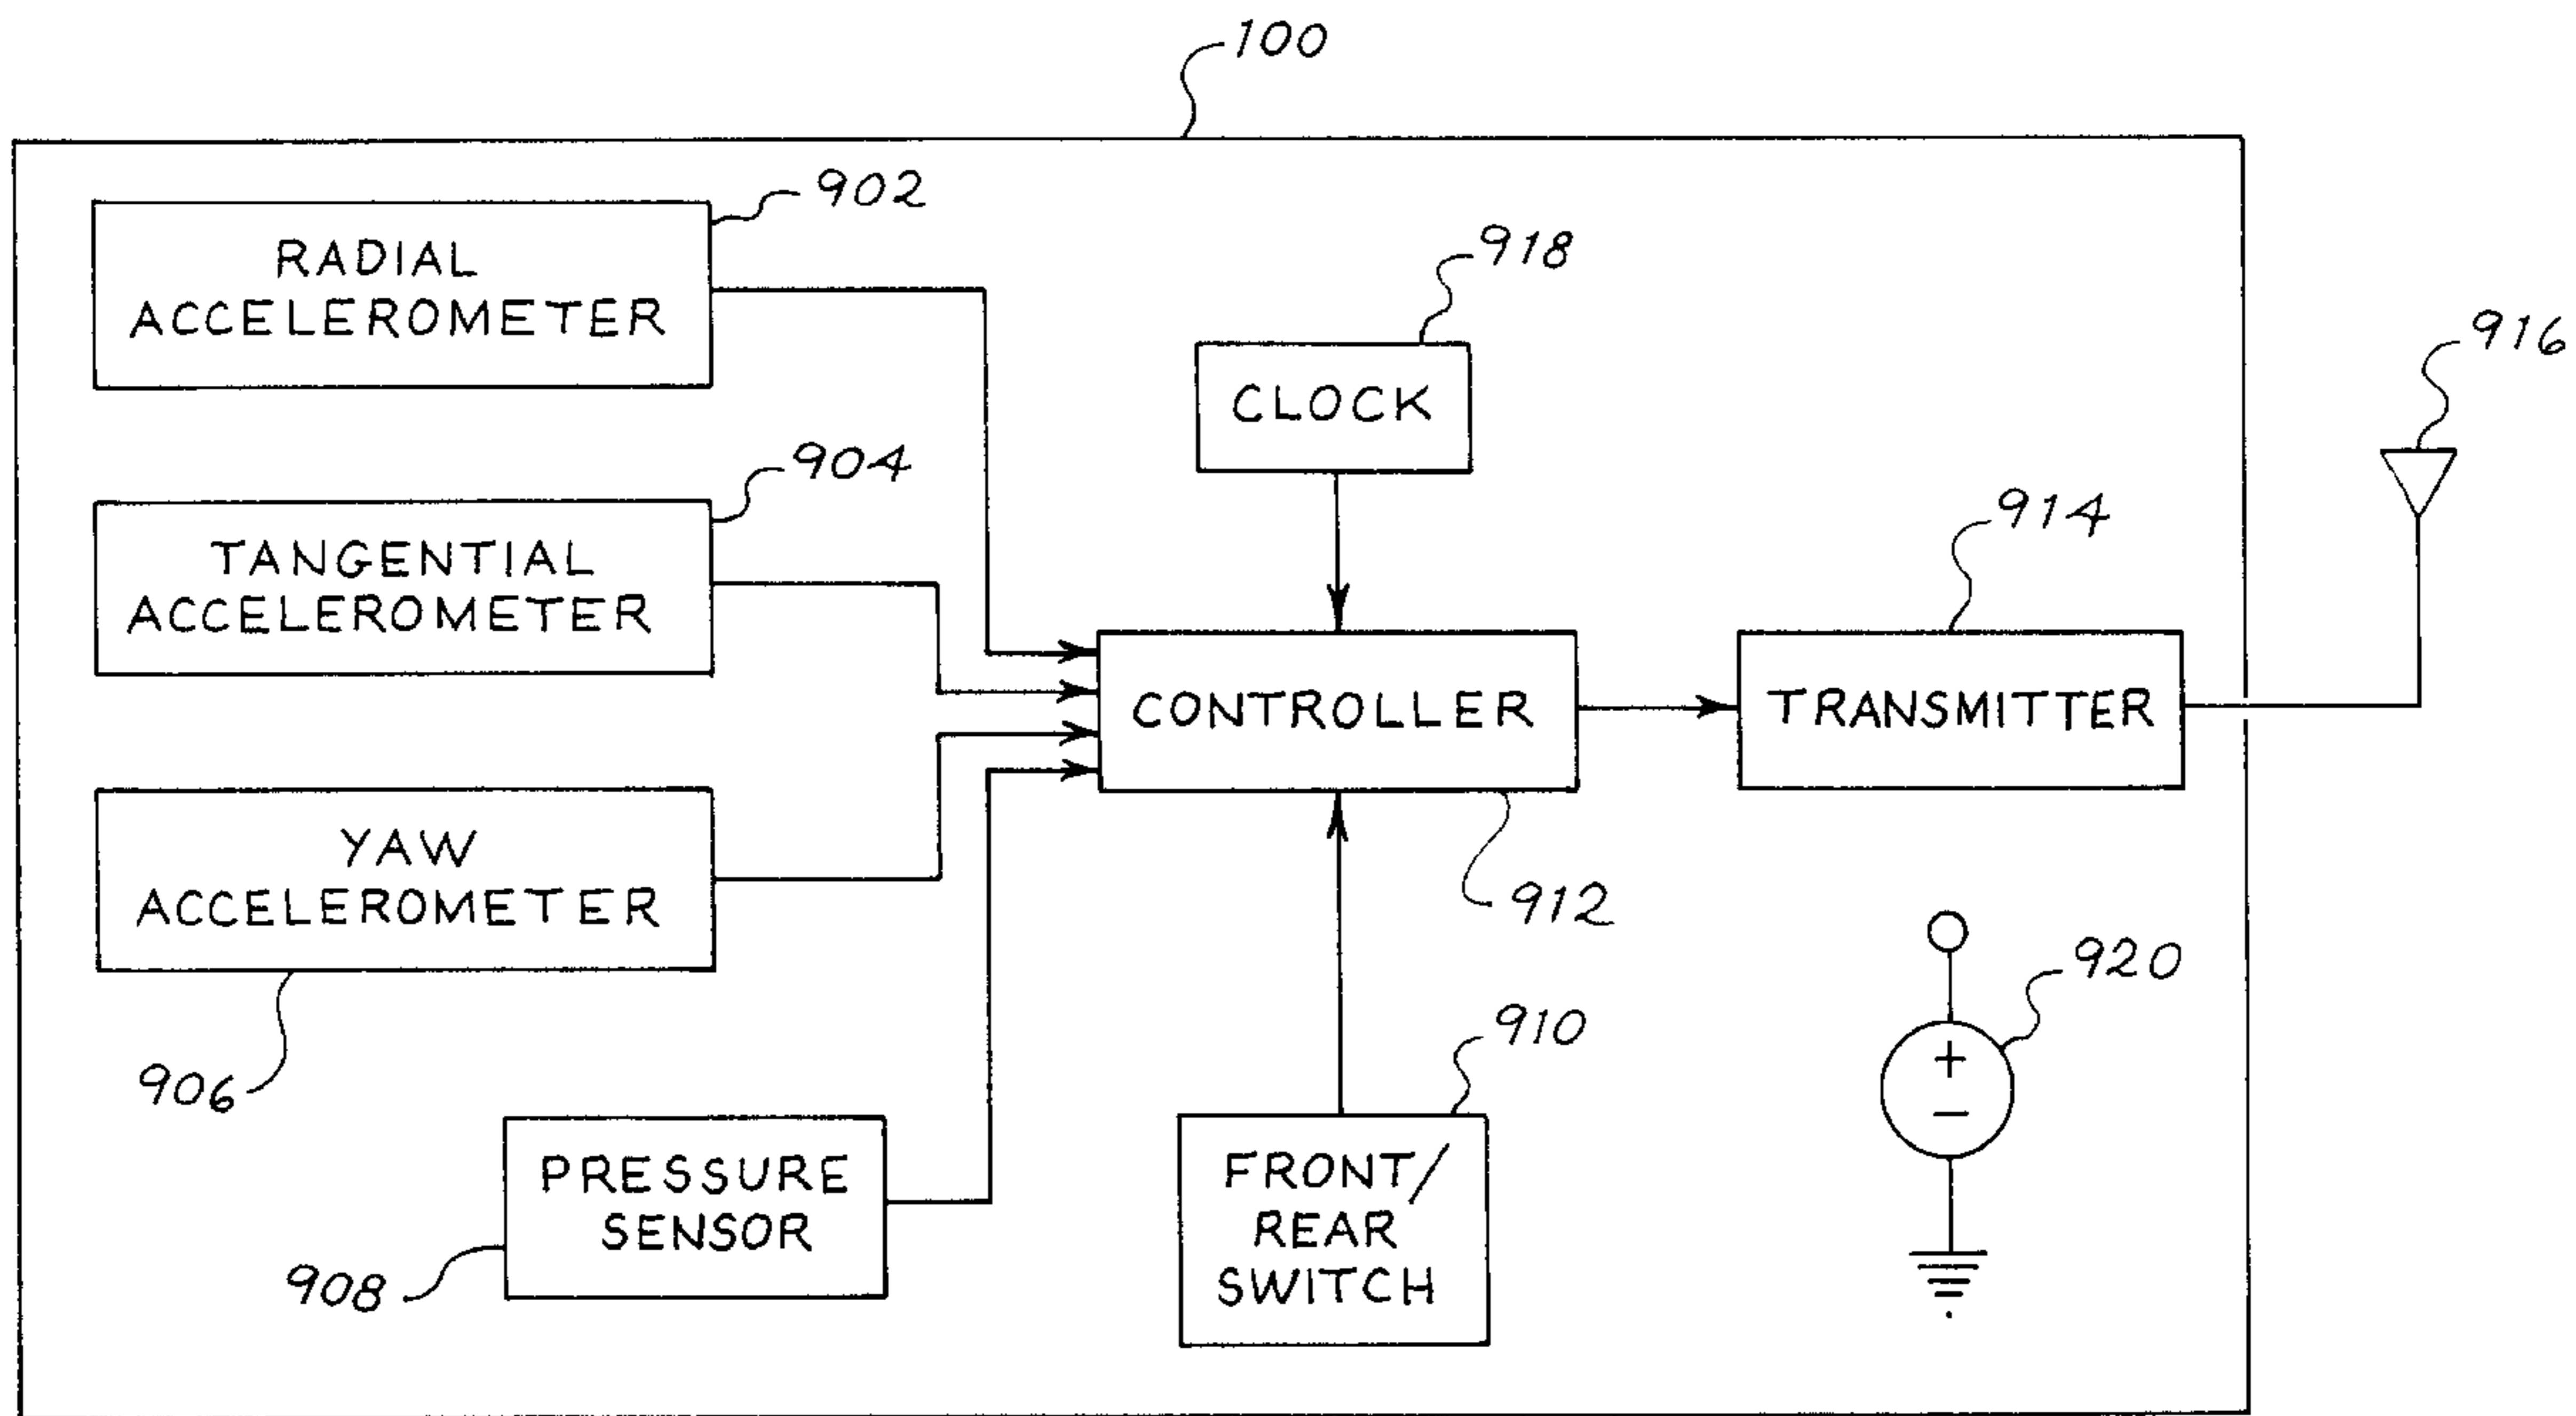 100
902
RADIAL
ACCELEROMETER
918
CLOCK
916
904
TANGENTIAL
ACCELEROMETER
914
CONTROLLER
TRANSMITTER
YAW
ACCELEROMETER
912
906
920
+
−
910
PRESSURE
SENSOR
908
FRONT/
REAR
SWITCH